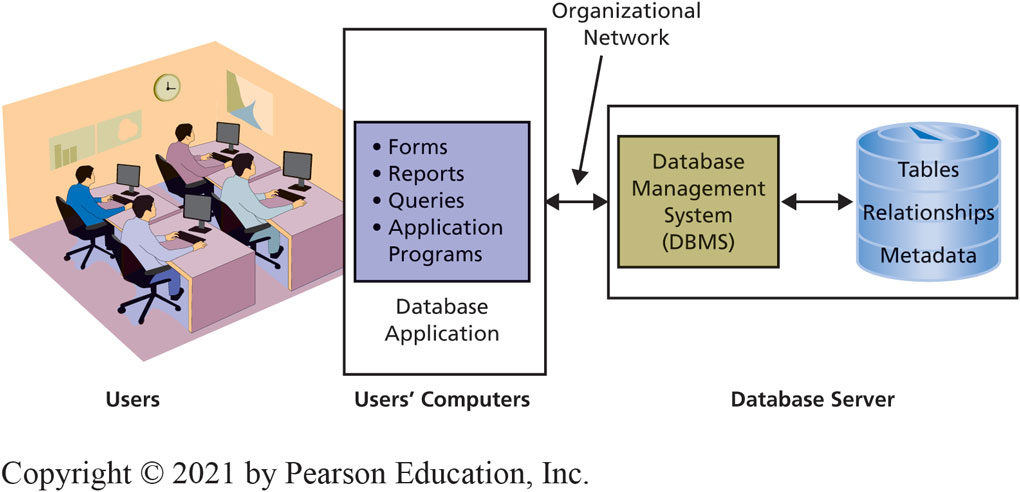 Organizational
Network
• Forms
• Reports
• Queries
• Application
Programs
Database
Application
Database
Management
System
(DBMS)
Tables
Relationships
Metadata
Users
Users’ Computers
Database Server
Copyright © 2021 by Pearson Education, Inc.